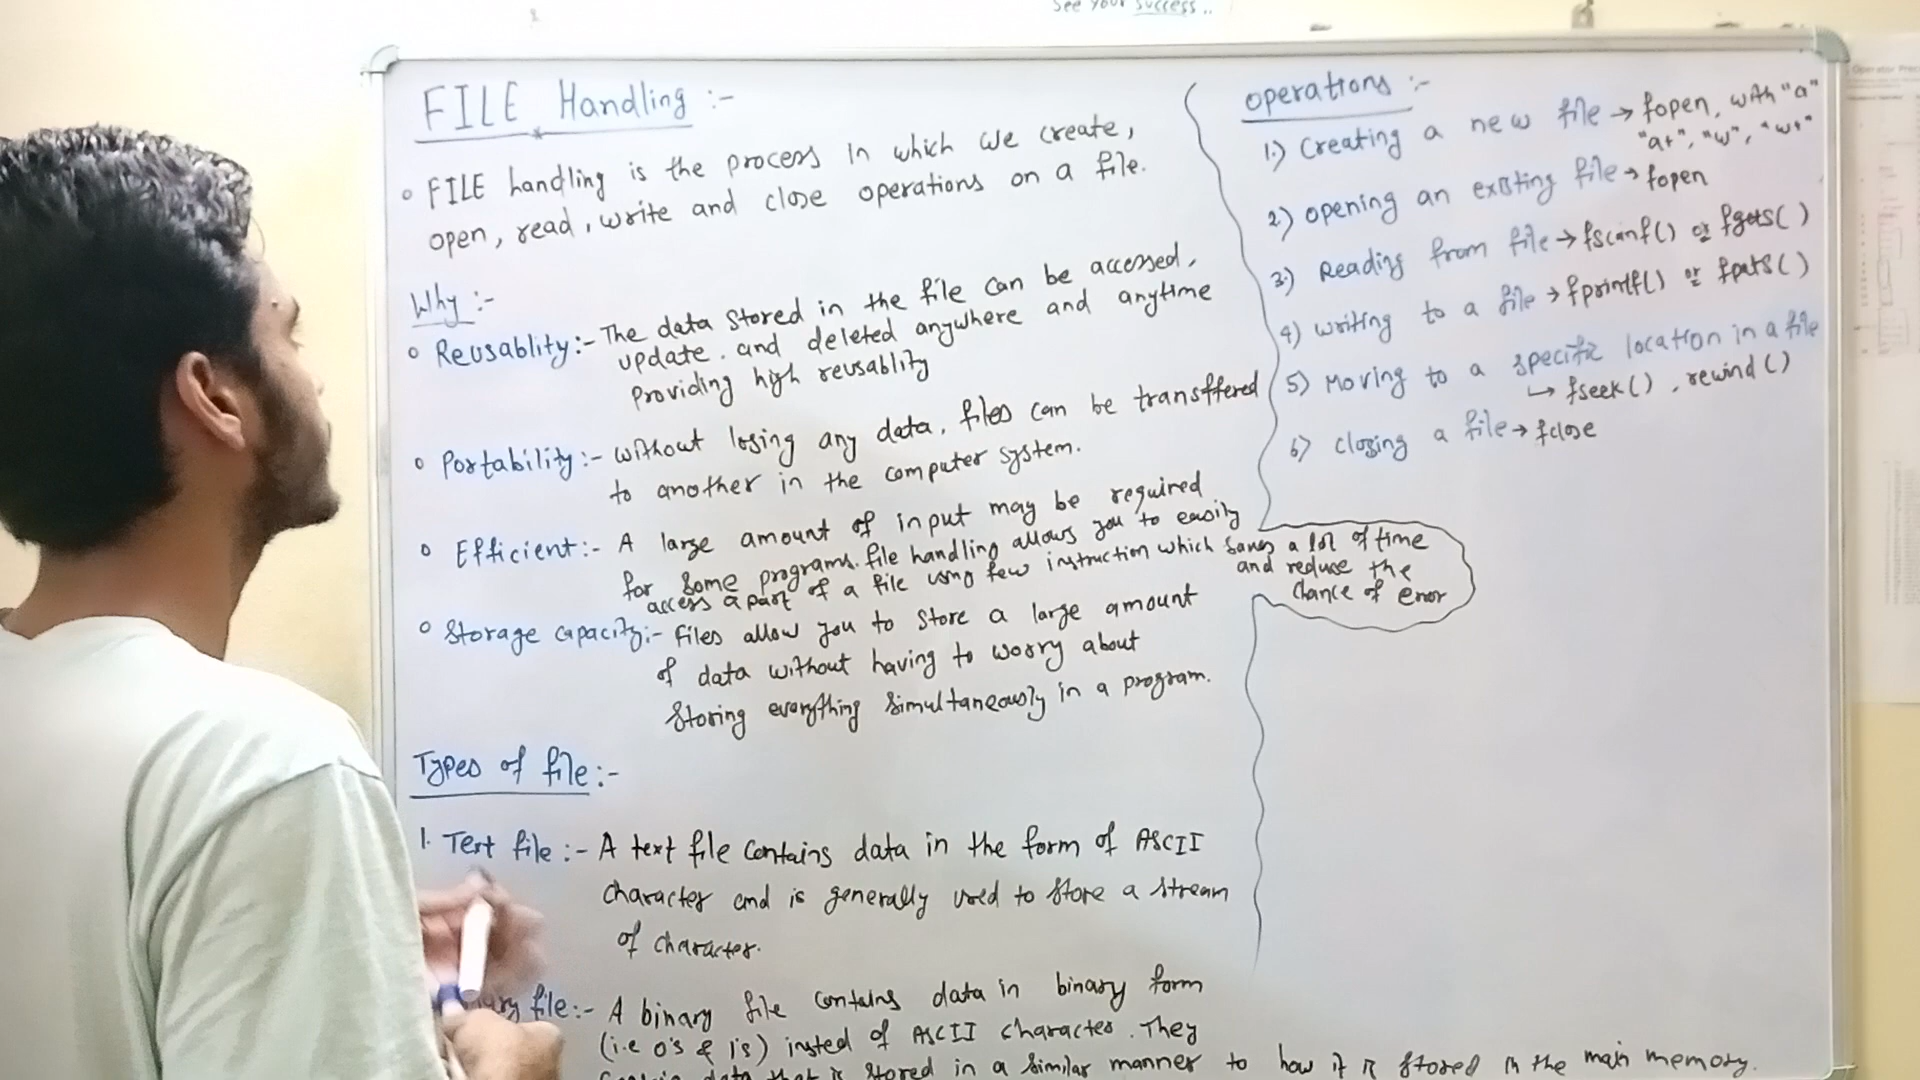 See your success..
FILE Handling :-
o FILE handling is the process in which we create,
open, read, write and close operations on a file.
Why :-
o Reusablity:- The data stored in the file can be accessed,
update, and deleted anywhere and anytime
Providing high reusablity
o Portability:- without losing any data, files can be transffered
to another in the computer system.
o Efficient:- A large amount of input may be required
for some programs. file handling allows you to easily
access a part of a file using few instruction which saves a lot of time
and reduce the
chance of error
o Storage capacity:- Files allow you to store a large amount
of data without having to worry about
Storing everything simultaneously in a program.
Types of file:-
1. Text file:- A text file contains data in the form of ASCII
character and is generally used to store a stream
of character.
file:- A binary file contains data in binary form
(i.e 0's & 1's) insted of ASCII character. They
data that is stored in a similar manner to how it is stored in the main memory.
operations :-
1.) Creating a new file → fopen, with "a"
"a+", "w", "w+"
2) opening an existing file → fopen
3.) Reading from file → fscanf() or fgets()
4) writing to a file → fprintf() or fputs()
5) Moving to a specific location in a file
↳ fseek(), rewind()
6) closing a file → fclose